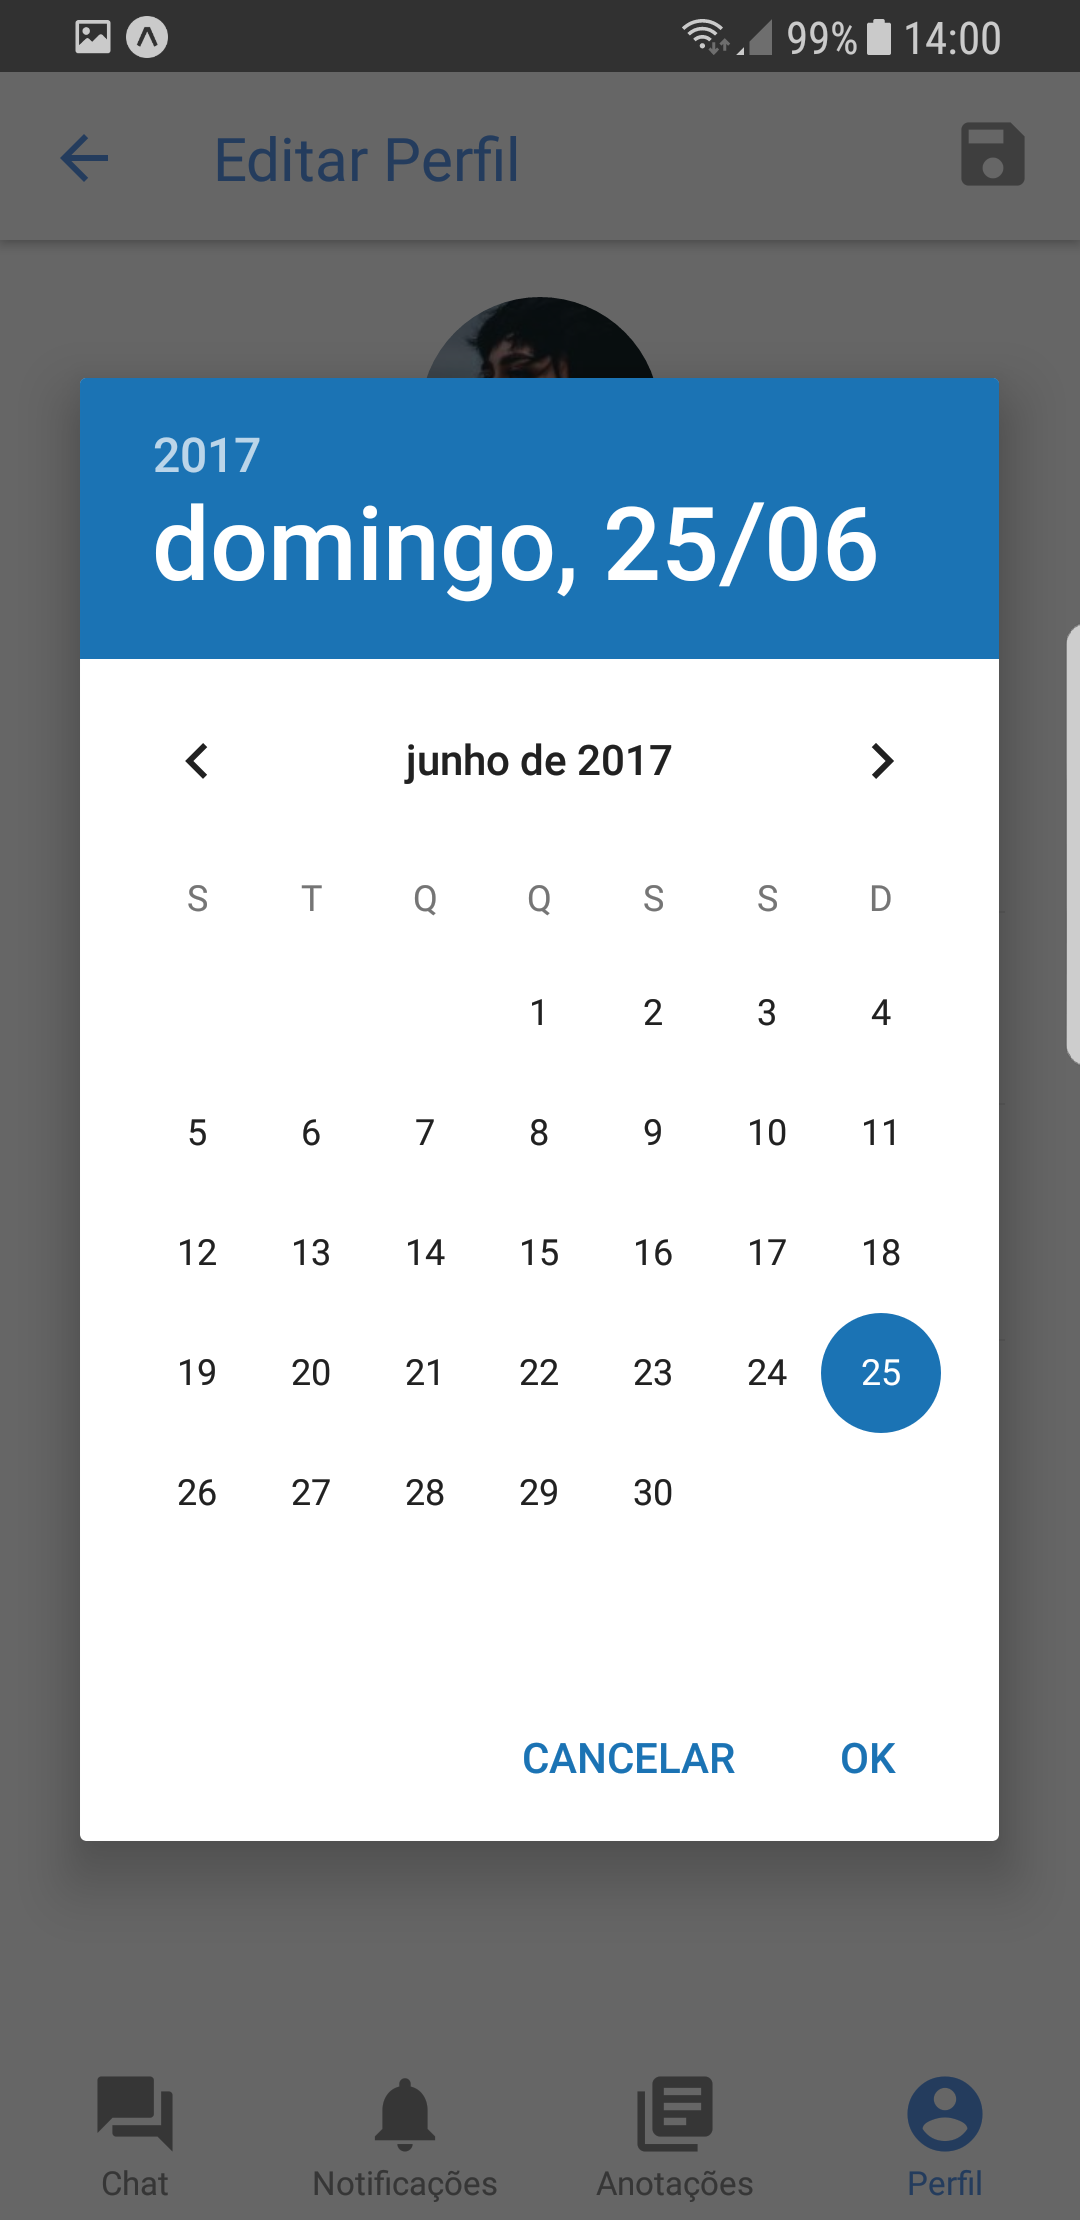 99% 14:00
Editar Perfil
2017
domingo, 25/06
junho de 2017
S T Q Q S S D
1 2 3 4
5 6 7 8 9 10 11
12 13 14 15 16 17 18
19 20 21 22 23 24 25
26 27 28 29 30
CANCELAR OK
Chat Notificações Anotações Perfil